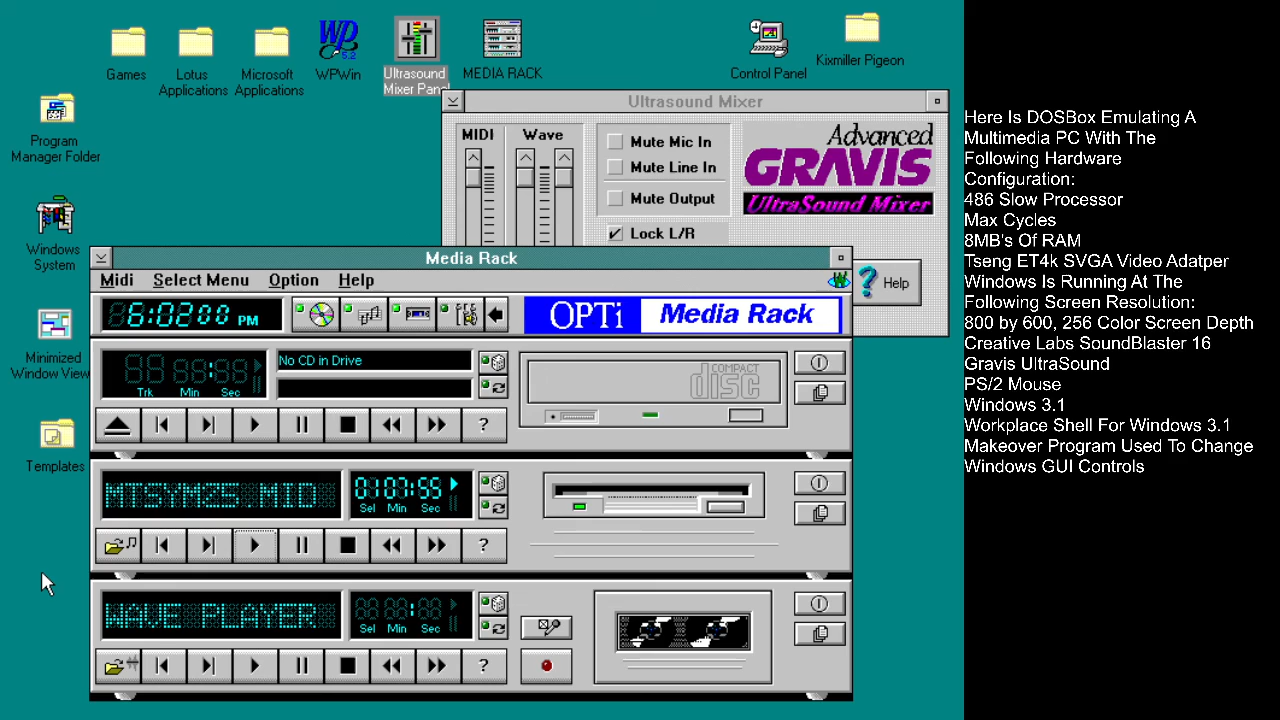 Games
Lotus
Applications
Microsoft
Applications
WP
5.2
WPWin
Ultrasound
Mixer Panel
MEDIA RACK
Control Panel
Kixmiller Pigeon
Program
Manager Folder
Windows
System
Minimized
Window View
Templates
Ultrasound Mixer
MIDI
Wave
Mute Mic In
Mute Line In
Mute Output
Lock L/R
Advanced
GRAVIS
UltraSound Mixer
Help
Media Rack
Midi Select Menu Option Help
6:02 00 PM
OPTi Media Rack
No CD in Drive
Trk Min Sec
COMPACT
disc
?
MTSYM25.MID
01 07:55
Sel Min Sec
?
WAVE PLAYER
Sel Min Sec
?
Here Is DOSBox Emulating A
Multimedia PC With The
Following Hardware
Configuration:
486 Slow Processor
Max Cycles
8MB's Of RAM
Tseng ET4k SVGA Video Adatper
Windows Is Running At The
Following Screen Resolution:
800 by 600, 256 Color Screen Depth
Creative Labs SoundBlaster 16
Gravis UltraSound
PS/2 Mouse
Windows 3.1
Workplace Shell For Windows 3.1
Makeover Program Used To Change
Windows GUI Controls